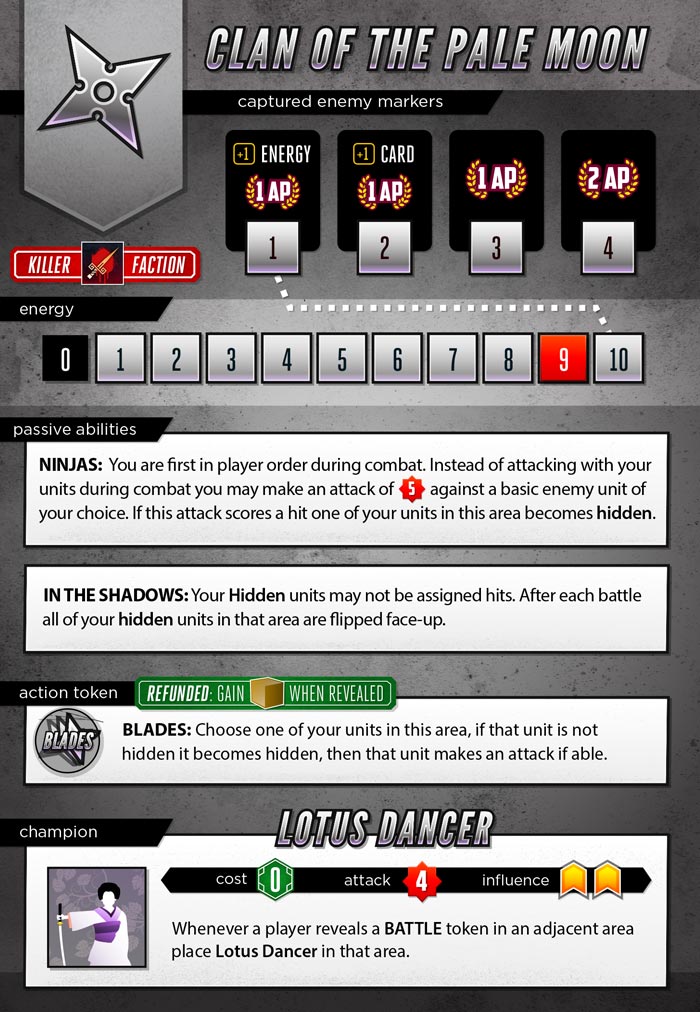 CLAN OF THE PALE MOON
captured enemy markers
+1 ENERGY
1 AP
1
+1 CARD
1 AP
2
1 AP
3
2 AP
4
KILLER FACTION
energy
0 1 2 3 4 5 6 7 8 9 10
passive abilities
NINJAS: You are first in player order during combat. Instead of attacking with your
units during combat you may make an attack of 5 against a basic enemy unit of
your choice. If this attack scores a hit one of your units in this area becomes hidden.
IN THE SHADOWS: Your Hidden units may not be assigned hits. After each battle
all of your hidden units in that area are flipped face-up.
action token
REFUNDED: GAIN WHEN REVEALED
BLADES
BLADES: Choose one of your units in this area, if that unit is not
hidden it becomes hidden, then that unit makes an attack if able.
champion
LOTUS DANCER
cost 0 attack 4 influence
Whenever a player reveals a BATTLE token in an adjacent area
place Lotus Dancer in that area.